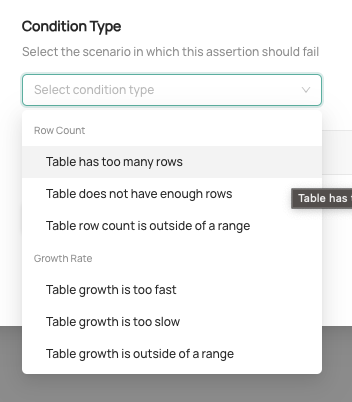 Condition Type
Select the scenario in which this assertion should fail
Select condition type
Row Count
Table has too many rows
Table does not have enough rows
Table has
Table row count is outside of a range
Growth Rate
Table growth is too fast
Table growth is too slow
Table growth is outside of a range